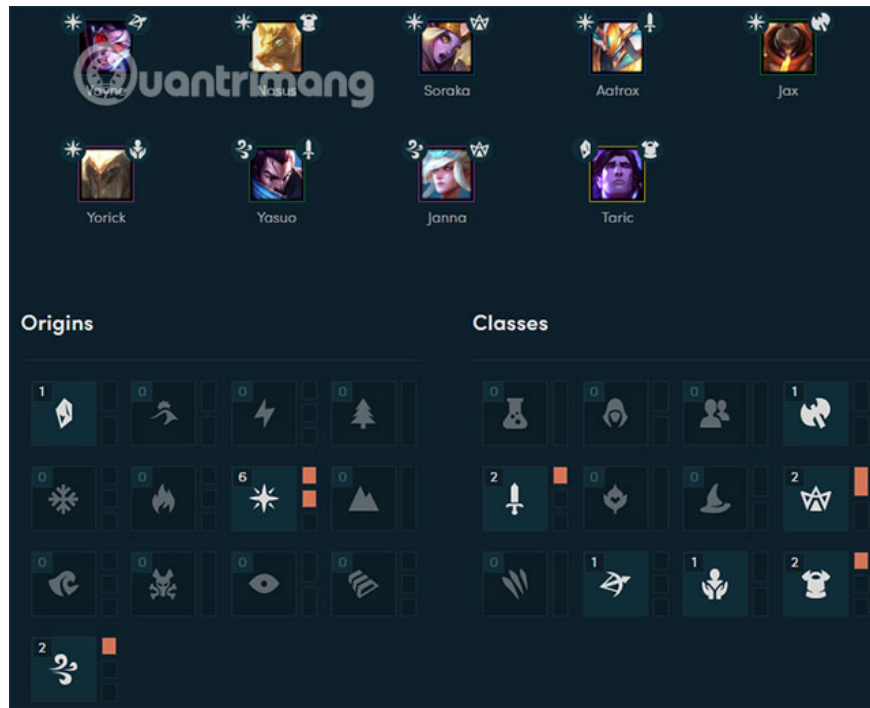 Quantrimang
Vayne Nasus Soraka Aatrox Jax
Yorick Yasuo Janna Taric
Origins Classes
1 0 0 0 0 0 0 1
0 0 6 0 2 0 0 2
0 0 0 0 0 1 1 2
2